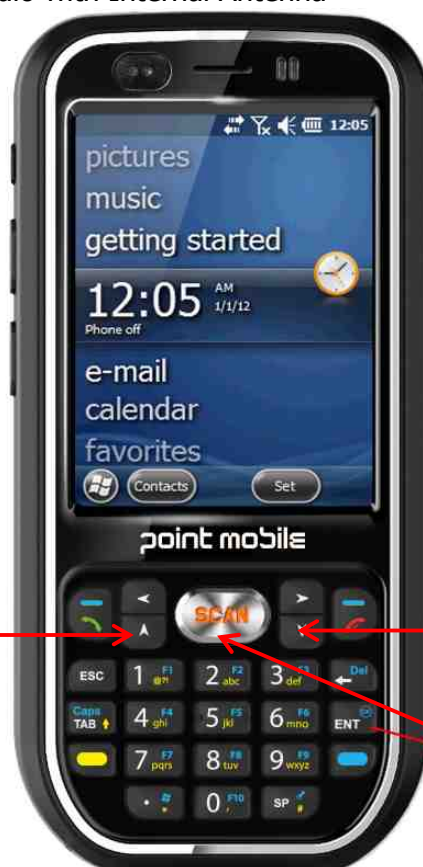 12:05
pictures
music
getting started
12:05 AM
1/1/12
Phone off
e-mail
calendar
favorites
Contacts Set
point mobile
SCAN
ESC 1 F1 @?! 2 F2 abc 3 F3 def Del
Caps TAB 4 F4 ghi 5 F5 jkl 6 F6 mno ENT
7 F7 pqrs 8 F8 tuv 9 F9 wxyz
. * 0 F10 , SP #